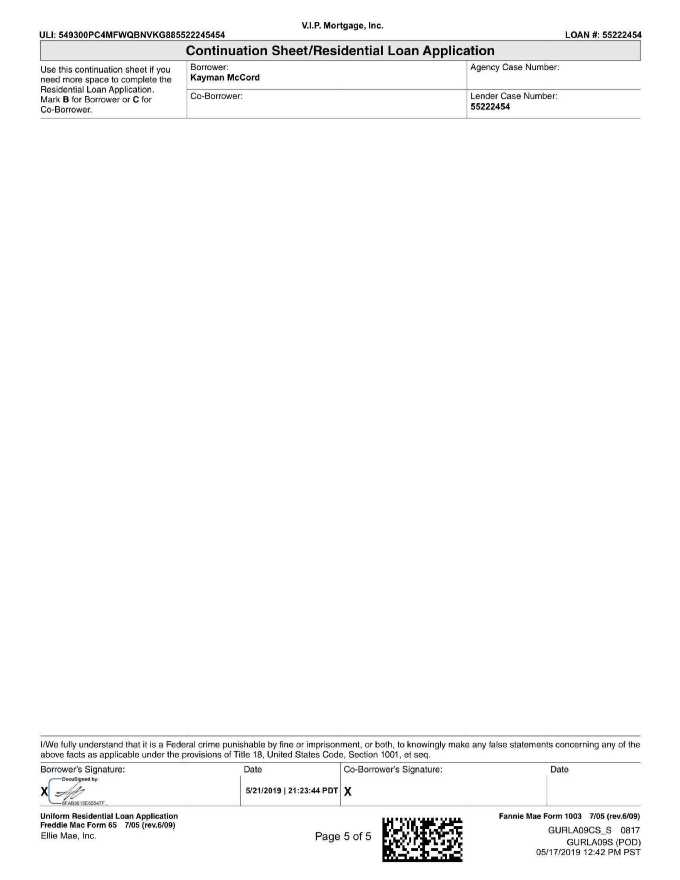 V.I.P. Mortgage, Inc.
ULI: 549300PC4MFWQBNVKG885522245454 LOAN #: 55222454
Continuation Sheet/Residential Loan Application
Use this continuation sheet if you
need more space to complete the
Residential Loan Application.
Mark B for Borrower or C for
Co-Borrower.
Borrower:
Kayman McCord
Agency Case Number:
Co-Borrower:
Lender Case Number:
55222454
I/We fully understand that it is a Federal crime punishable by fine or imprisonment, or both, to knowingly make any false statements concerning any of the
above facts as applicable under the provisions of Title 18, United States Code, Section 1001, et seq.
Borrower's Signature: Date Co-Borrower's Signature: Date
DocuSigned by:
X 5/21/2019 | 21:23:44 PDT X
Uniform Residential Loan Application
Freddie Mac Form 65 7/05 (rev.6/09)
Ellie Mae, Inc.
Page 5 of 5
Fannie Mae Form 1003 7/05 (rev.6/09)
GURLA09CS_S 0817
GURLA09S (POD)
05/17/2019 12:42 PM PST